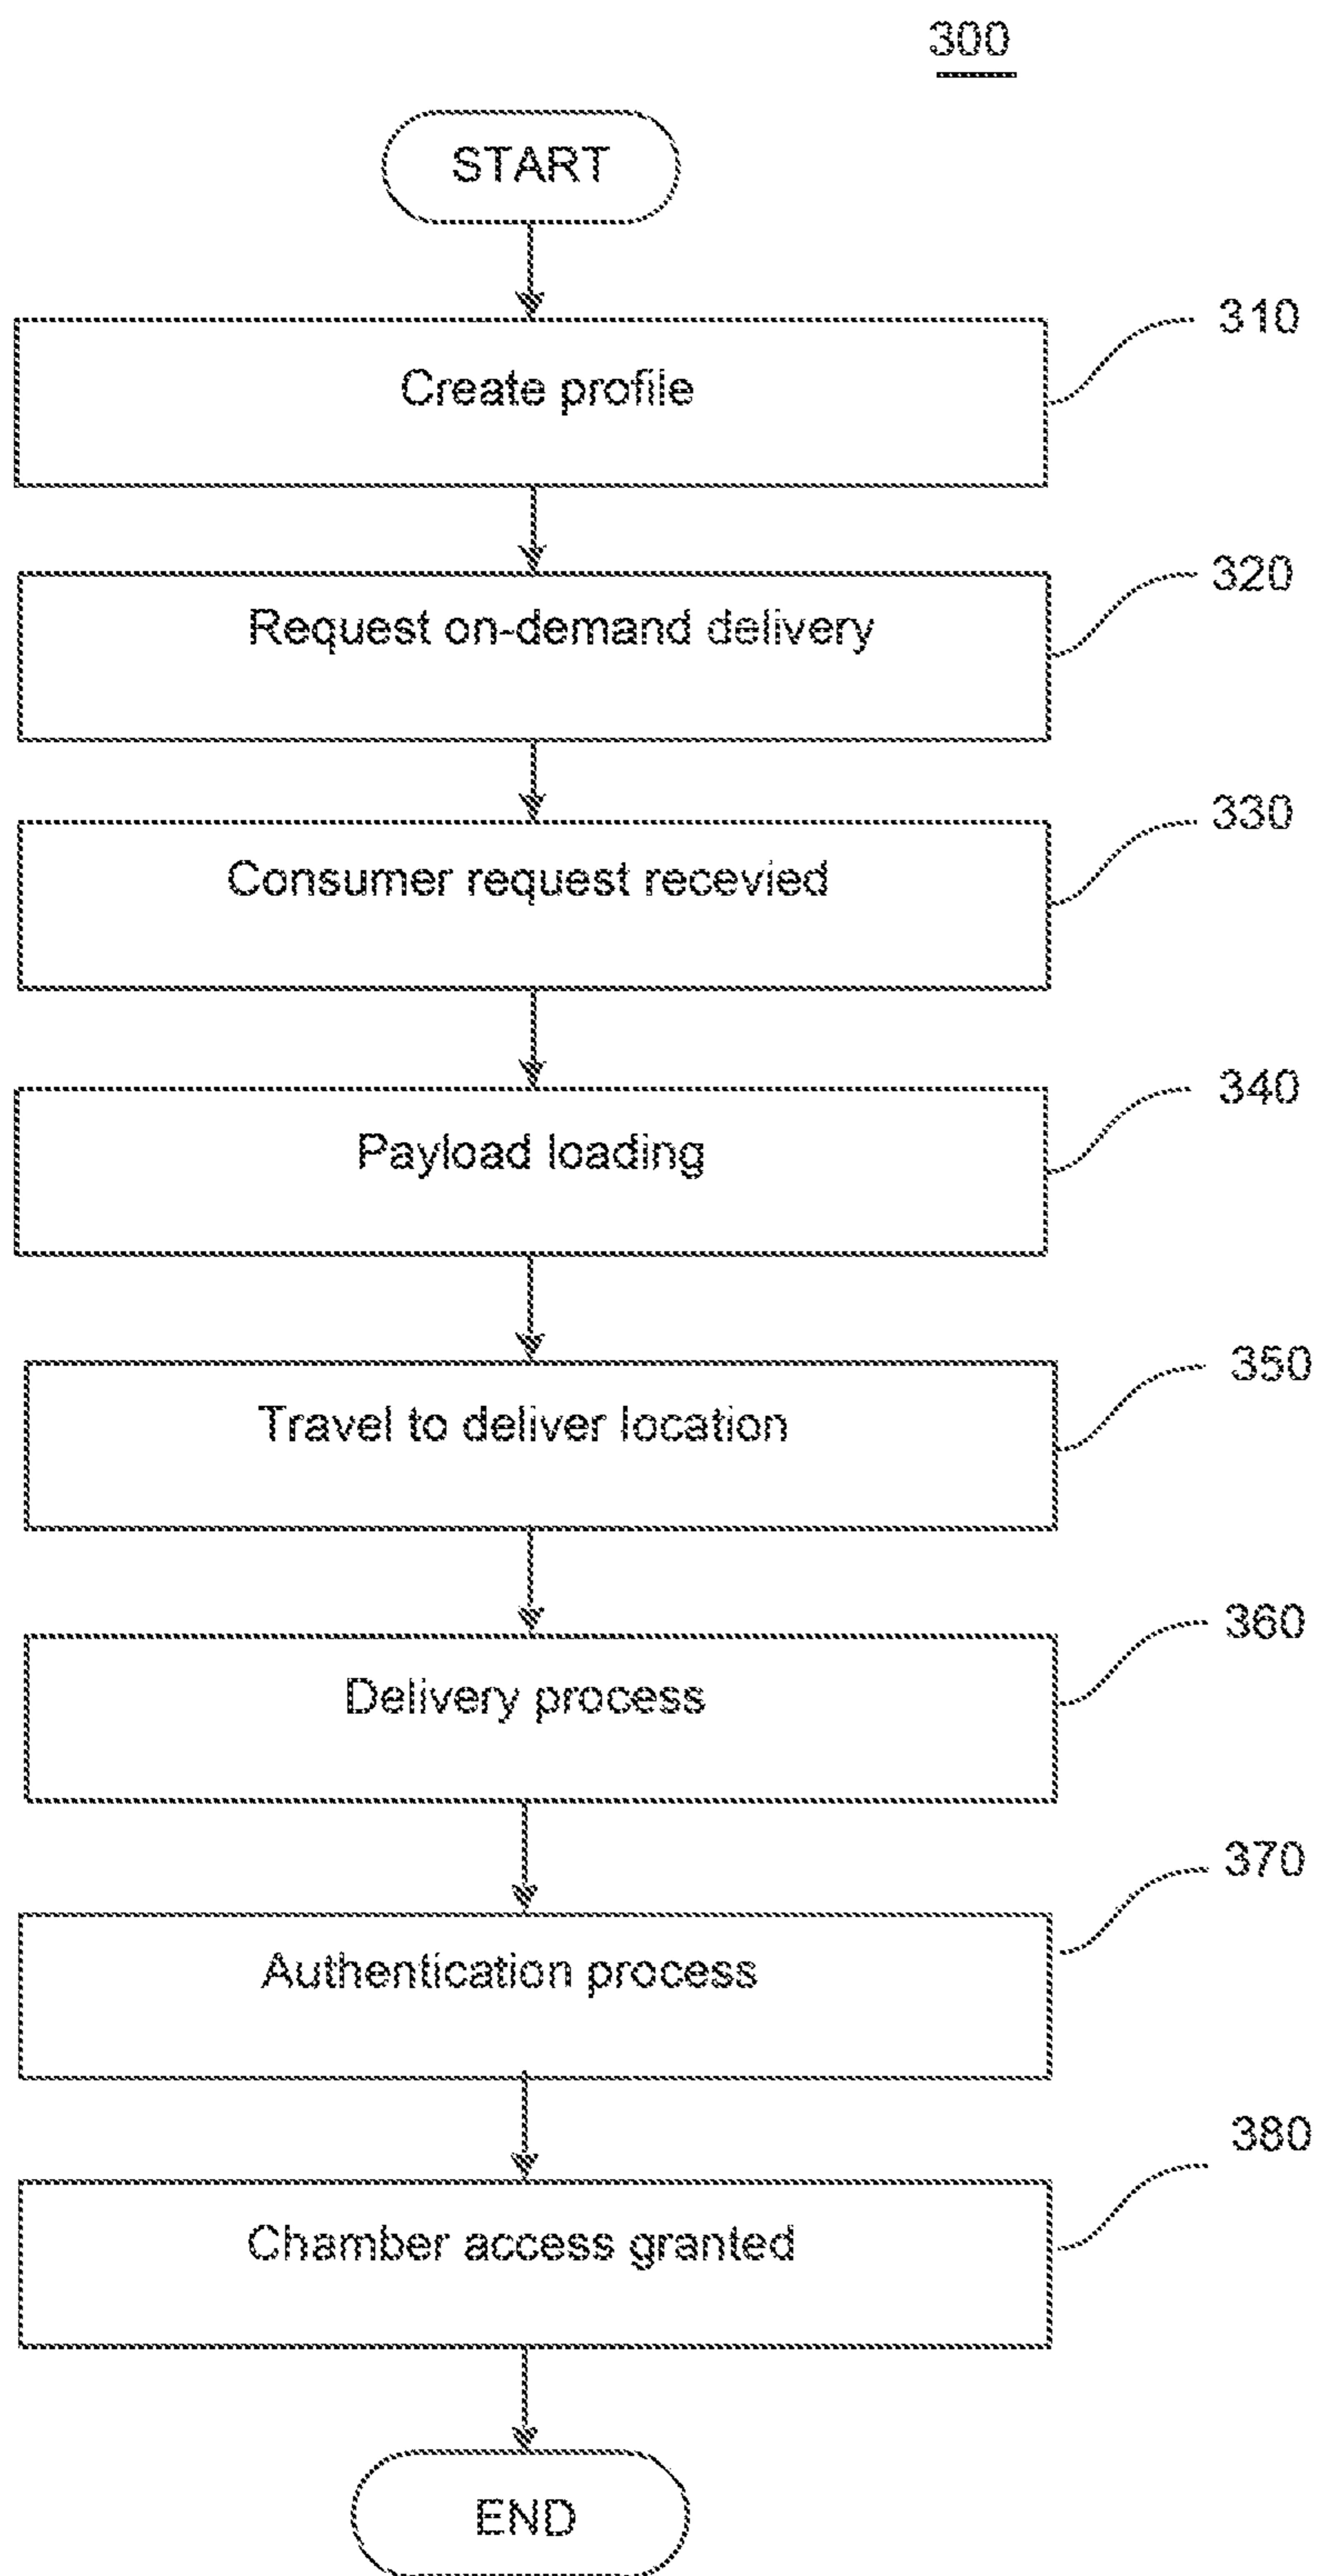 300
START
310
Create profile
320
Request on-demand delivery
330
Consumer request recevied
340
Payload loading
350
Travel to deliver location
360
Delivery process
370
Authentication process
380
Chamber access granted
END